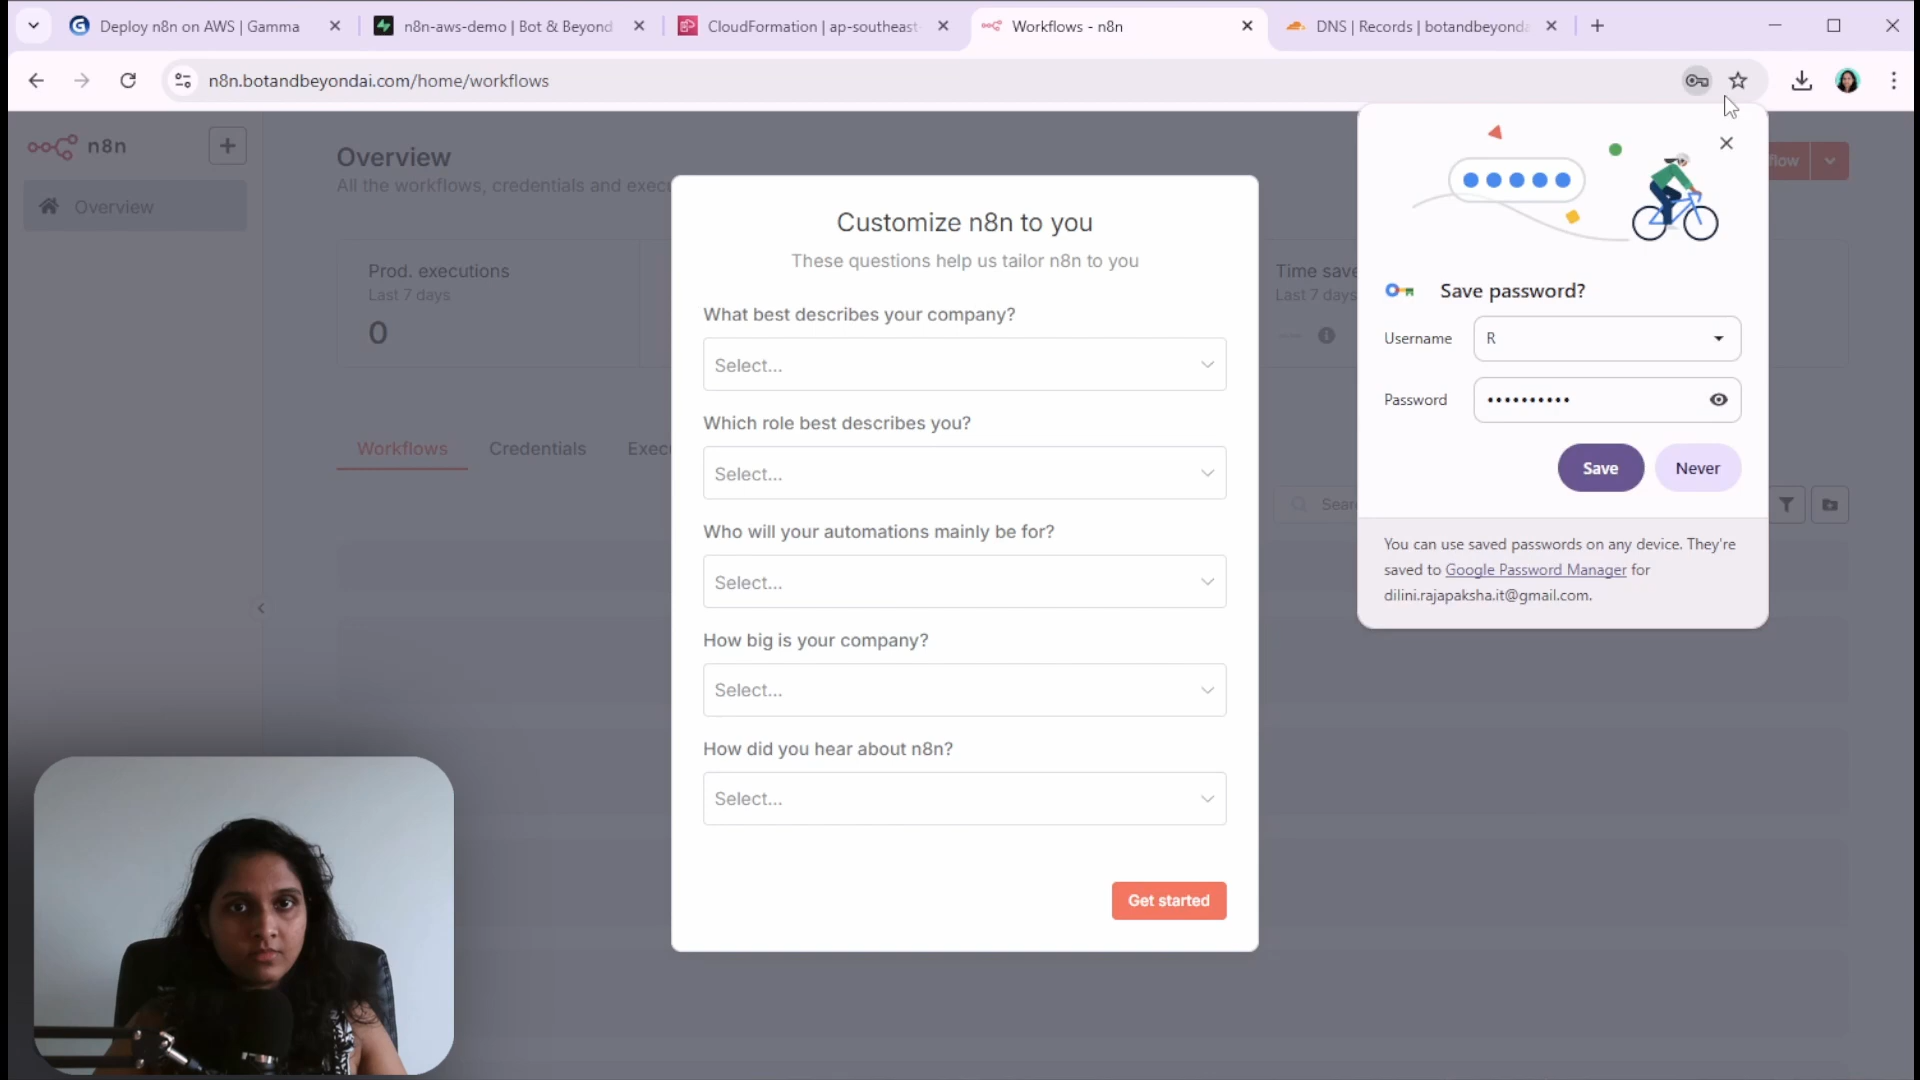 Deploy n8n on AWS | Gamma
n8n-aws-demo | Bot & Beyond
CloudFormation | ap-southeast-
Workflows - n8n
DNS | Records | botandbeyonda
n8n.botandbeyondai.com/home/workflows
n8n
Overview
Overview
All the workflows, credentials and execu
Prod. executions
Last 7 days
0
Time save
Last 7 days
Workflows
Credentials
Exec
Sear
flow
Customize n8n to you
These questions help us tailor n8n to you
What best describes your company?
Select...
Which role best describes you?
Select...
Who will your automations mainly be for?
Select...
How big is your company?
Select...
How did you hear about n8n?
Select...
Get started
Save password?
Username
R
Password
••••••••••
Save
Never
You can use saved passwords on any device. They're
saved to Google Password Manager for
dilini.rajapaksha.it@gmail.com.